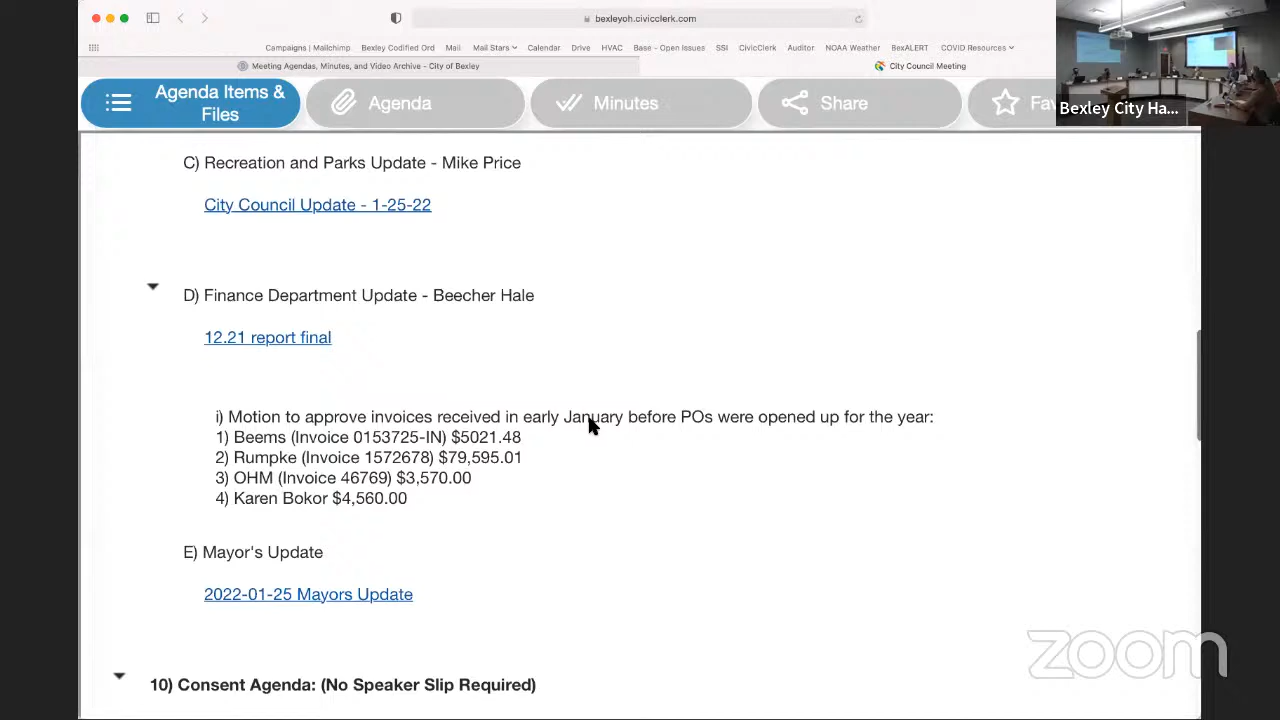 bexleyoh.civicclerk.com
Campaigns | Mailchimp Bexley Codified Ord Mail Mail Stars Calendar Drive HVAC Base - Open Issues SSI CivicClerk Auditor NOAA Weather BexALERT COVID Resources
Meeting Agendas, Minutes, and Video Archive - City of Bexley City Council Meeting
Agenda Items & Files Agenda Minutes Share Fav
Bexley City Ha...
C) Recreation and Parks Update - Mike Price
City Council Update - 1-25-22
D) Finance Department Update - Beecher Hale
12.21 report final
i) Motion to approve invoices received in early January before POs were opened up for the year:
1) Beems (Invoice 0153725-IN) $5021.48
2) Rumpke (Invoice 1572678) $79,595.01
3) OHM (Invoice 46769) $3,570.00
4) Karen Bokor $4,560.00
E) Mayor's Update
2022-01-25 Mayors Update
zoom
10) Consent Agenda: (No Speaker Slip Required)